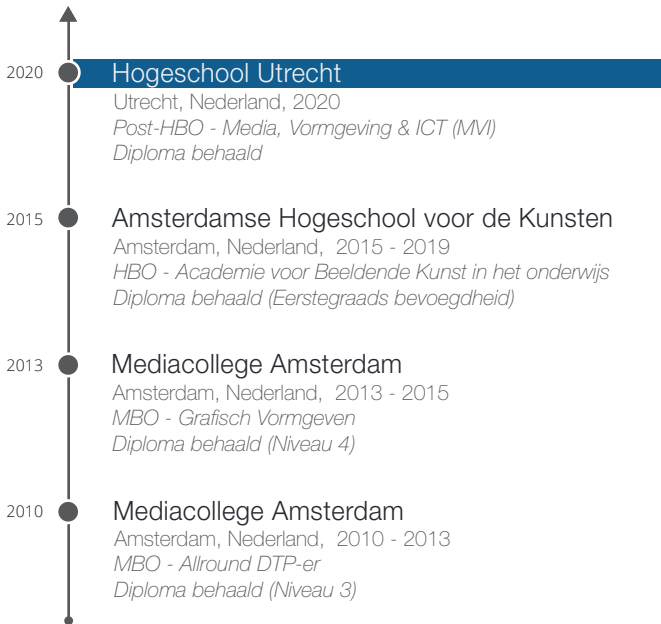 2020
Hogeschool Utrecht
Utrecht, Nederland, 2020
Post-HBO - Media, Vormgeving & ICT (MVI)
Diploma behaald
2015
Amsterdamse Hogeschool voor de Kunsten
Amsterdam, Nederland, 2015 - 2019
HBO - Academie voor Beeldende Kunst in het onderwijs
Diploma behaald (Eerstegraads bevoegdheid)
2013
Mediacollege Amsterdam
Amsterdam, Nederland, 2013 - 2015
MBO - Grafisch Vormgeven
Diploma behaald (Niveau 4)
2010
Mediacollege Amsterdam
Amsterdam, Nederland, 2010 - 2013
MBO - Allround DTP-er
Diploma behaald (Niveau 3)